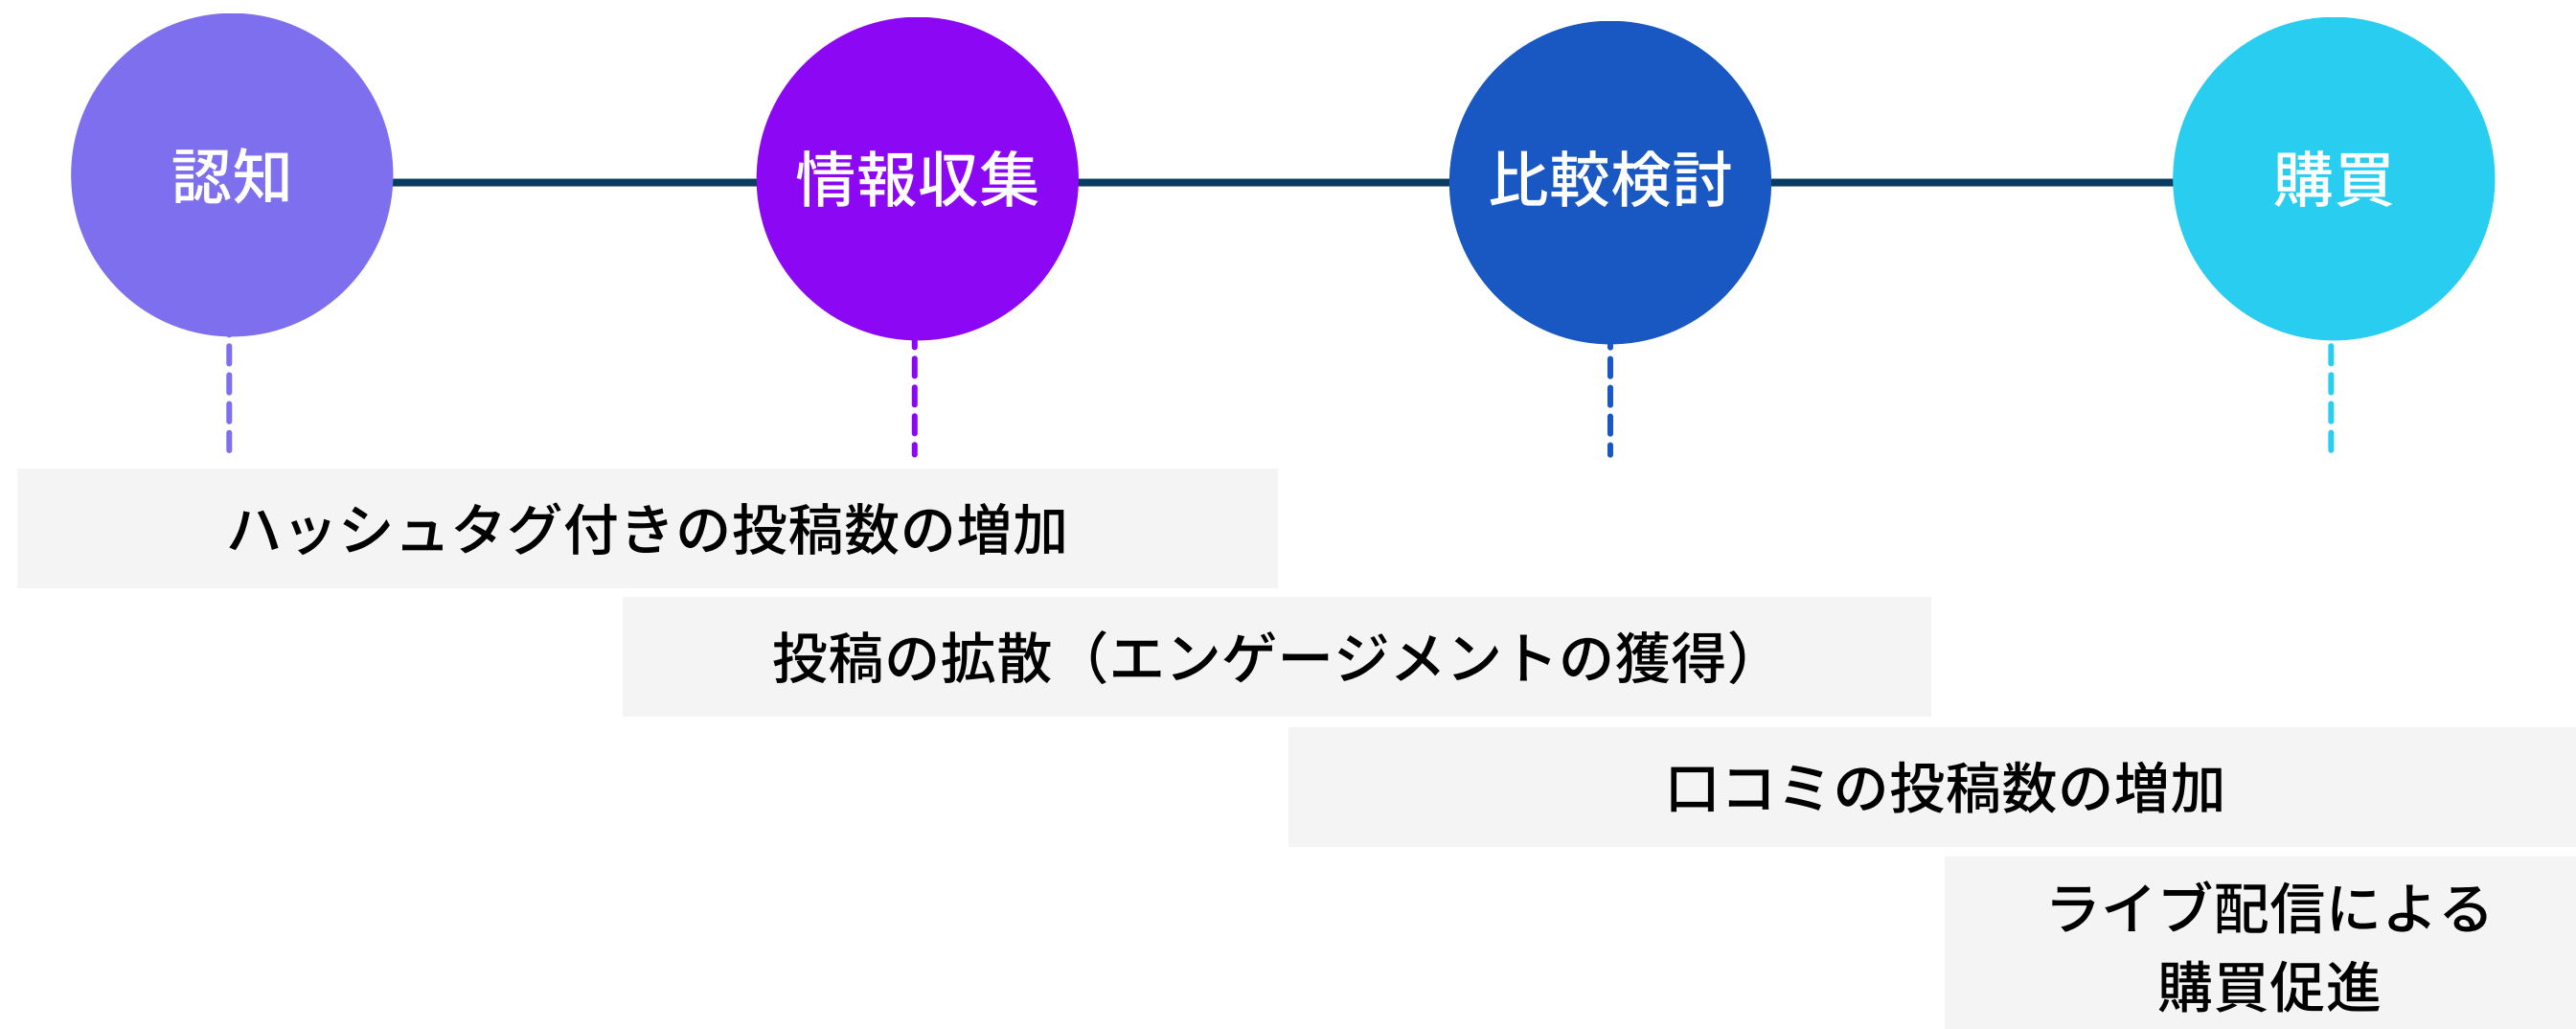 認知
情報収集
比較検討
購買
ハッシュタグ付きの投稿数の増加
投稿の拡散（エンゲージメントの獲得）
口コミの投稿数の増加
ライブ配信による
購買促進